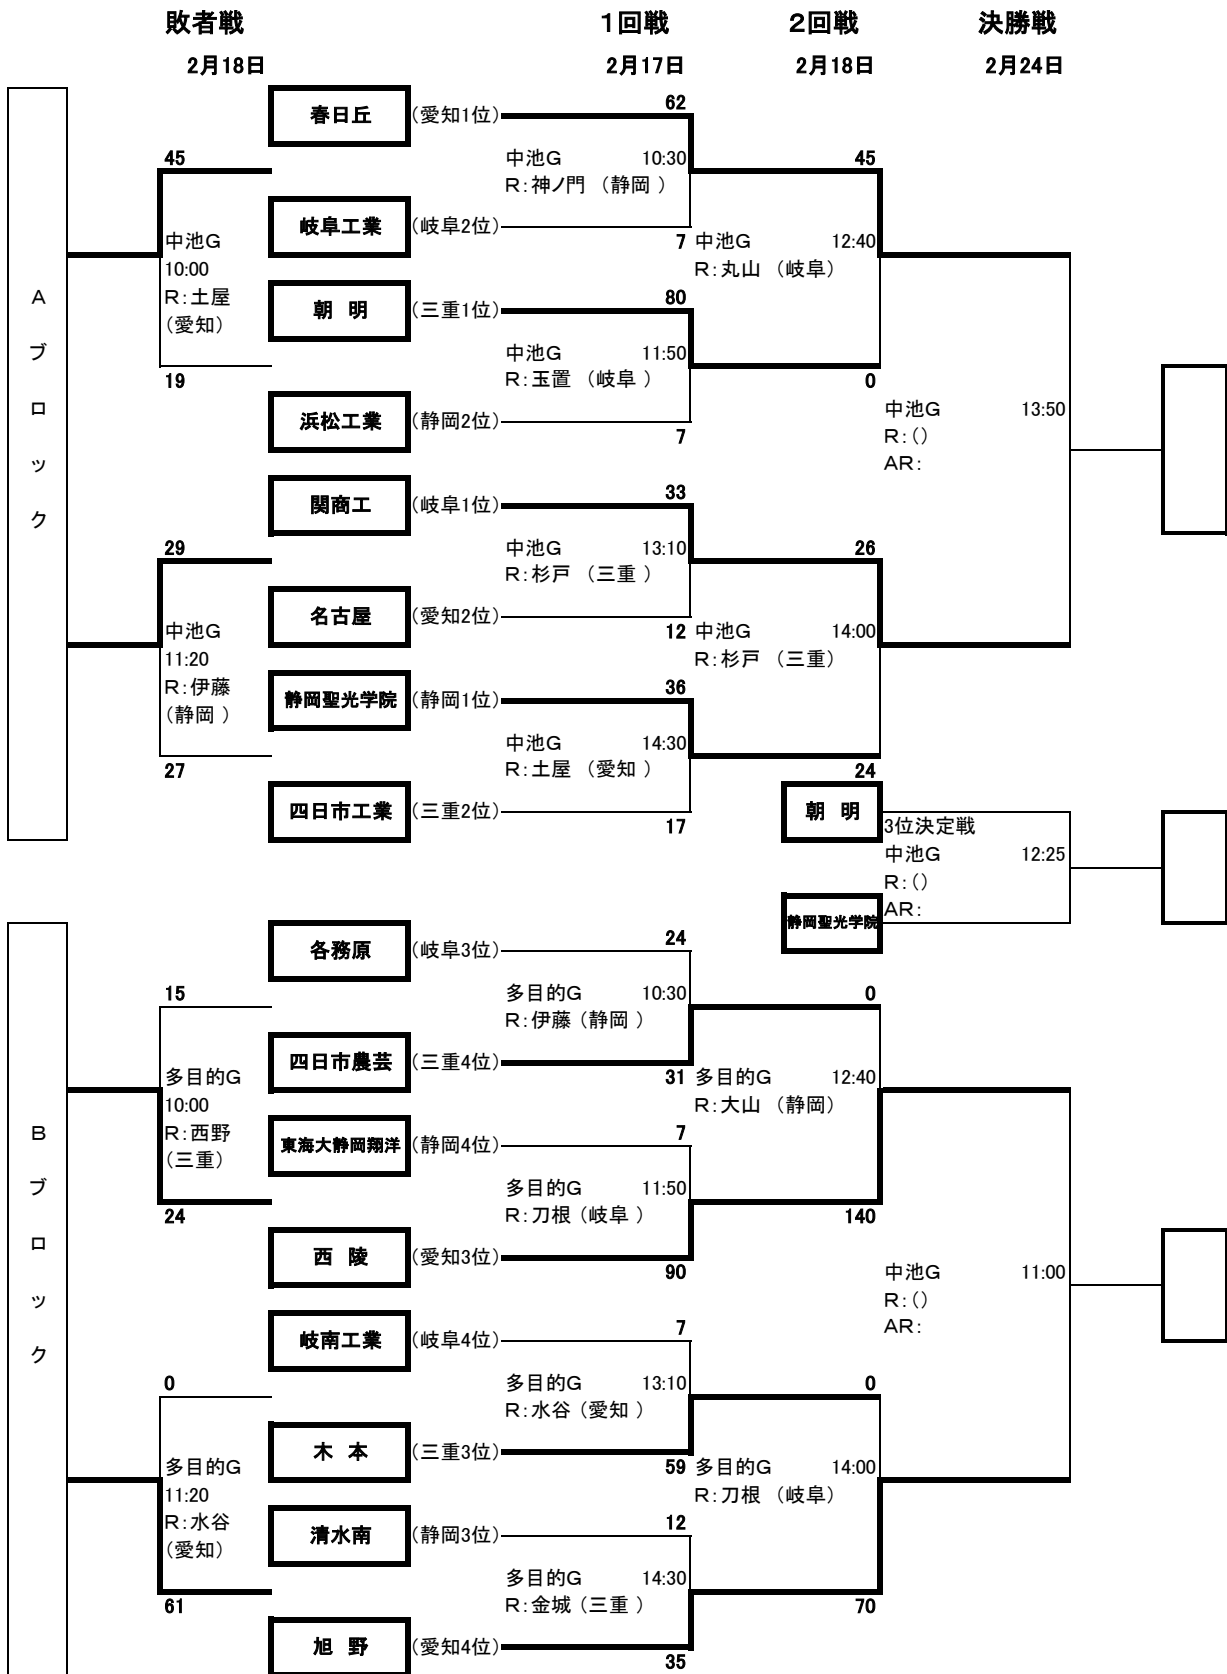 敗者戦 1回戦 2回戦 決勝戦
2月18日 2月17日 2月18日 2月24日
Aブロック
春日丘 (愛知1位) 62
45 中池G 10:30 45
R:神ノ門 (静岡 )
岐阜工業 (岐阜2位)
中池G 7 中池G 12:40
10:00 R:丸山 (岐阜)
R:土屋 朝 明 (三重1位) 80
(愛知)
中池G 11:50
19 R:玉置 (岐阜 ) 0
中池G 13:50
浜松工業 (静岡2位) 7 R:()
AR:
関商工 (岐阜1位) 33
29 中池G 13:10 26
R:杉戸 (三重 )
名古屋 (愛知2位)
中池G 12 中池G 14:00
11:20 R:杉戸 (三重)
R:伊藤 静岡聖光学院 (静岡1位) 36
(静岡 )
中池G 14:30
27 R:土屋 (愛知 ) 24
四日市工業 (三重2位) 17 朝 明
3位決定戦
中池G 12:25
R:()
静岡聖光学院 AR:
Bブロック
各務原 (岐阜3位) 24
15 多目的G 10:30 0
R:伊藤 (静岡 )
四日市農芸 (三重4位)
多目的G 31 多目的G 12:40
10:00 R:大山 (静岡)
R:西野 東海大静岡翔洋 (静岡4位) 7
(三重)
多目的G 11:50
24 R:刀根 (岐阜 ) 140
西 陵 (愛知3位) 90
中池G 11:00
R:()
AR:
岐南工業 (岐阜4位) 7
0 多目的G 13:10 0
R:水谷 (愛知 )
木 本 (三重3位)
多目的G 59 多目的G 14:00
11:20 R:刀根 (岐阜)
R:水谷 清水南 (静岡3位) 12
(愛知)
多目的G 14:30
61 R:金城 (三重 ) 70
旭 野 (愛知4位) 35